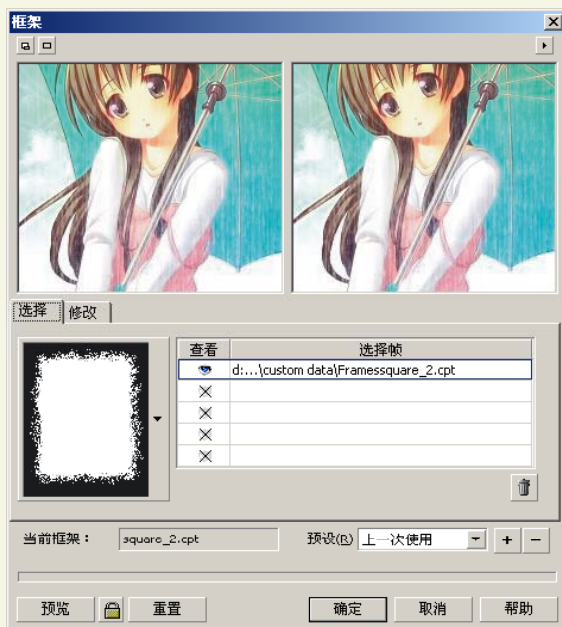 框架
选择 修改
查看 选择帧
d:...\custom data\Framessquare_2.cpt
当前框架： square_2.cpt 预设(R) 上一次使用 + −
预览 重置 确定 取消 帮助